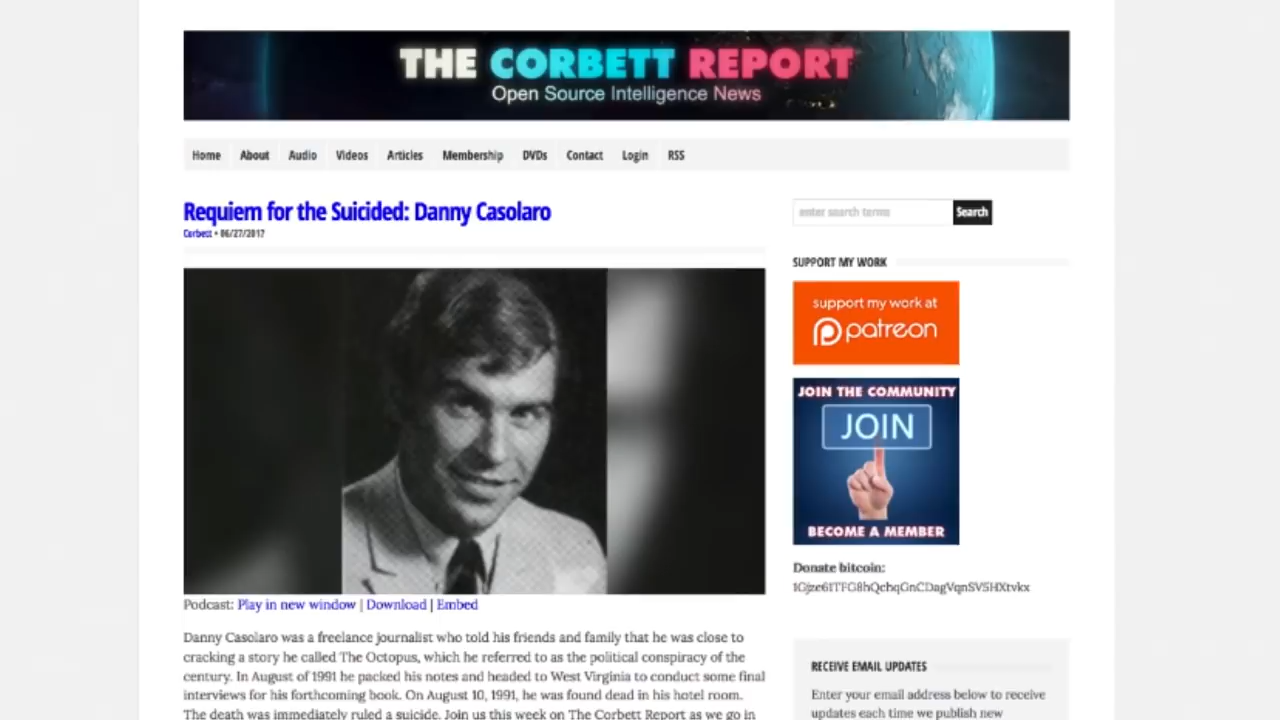 THE CORBETT REPORT
Open Source Intelligence News
Home About Audio Videos Articles Membership DVDs Contact Login RSS
Requiem for the Suicided: Danny Casolaro
Corbett • 06/27/2017
Podcast: Play in new window | Download | Embed
Danny Casolaro was a freelance journalist who told his friends and family that he was close to
cracking a story he called The Octopus, which he referred to as the political conspiracy of the
century. In August of 1991 he packed his notes and headed to West Virginia to conduct some final
interviews for his forthcoming book. On August 10, 1991, he was found dead in his hotel room.
The death was immediately ruled a suicide. Join us this week on The Corbett Report as we go in
enter search terms
Search
SUPPORT MY WORK
support my work at
patreon
JOIN THE COMMUNITY
JOIN
BECOME A MEMBER
Donate bitcoin:
RECEIVE EMAIL UPDATES
Enter your email address below to receive
updates each time we publish new